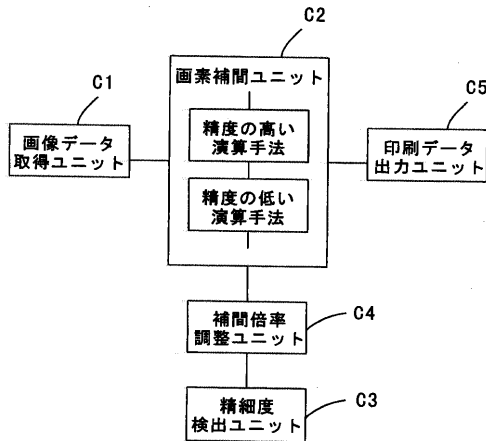 C2
画素補間ユニット
C1
C5
精度の高い
演算手法
画像データ
取得ユニット
印刷データ
出力ユニット
精度の低い
演算手法
補間倍率
調整ユニット
C4
精細度
検出ユニット
C3